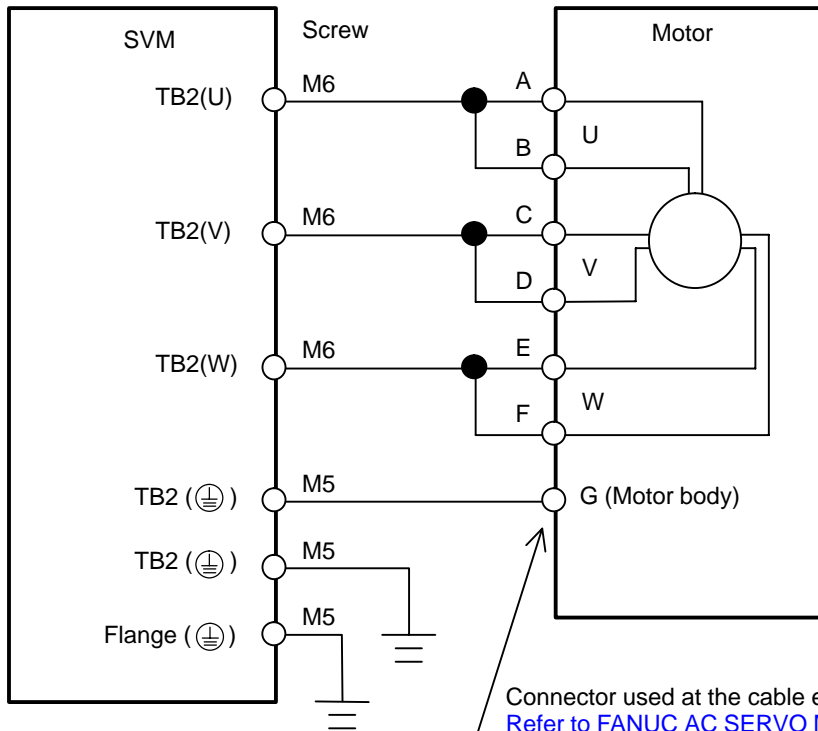 SVM
Screw
Motor
TB2(U)
M6
A
B
U
TB2(V)
M6
C
D
V
TB2(W)
M6
E
F
W
TB2 (⏚)
M5
G (Motor body)
TB2 (⏚)
M5
Flange (⏚)
M5
Connector used at the cable
Refer to FANUC AC SERVO